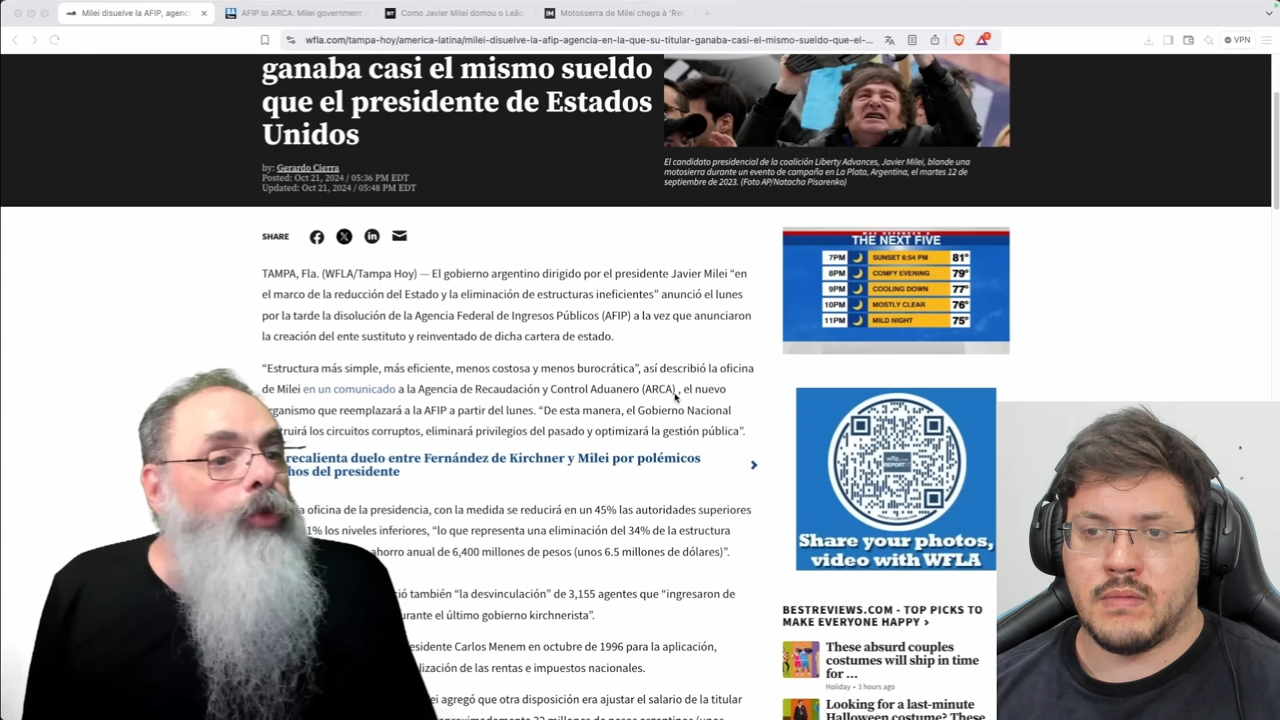 Milei disuelve la AFIP, agenc
AFIP to ARCA: Milei government
Como Javier Milei domou o Leão
Motosserra de Milei chega à 'Re
wfla.com/tampa-hoy/america-latina/milei-disuelve-la-afip-agencia-en-la-que-su-titular-ganaba-casi-el-mismo-sueldo-que-el-...
VPN
ganaba casi el mismo sueldo
que el presidente de Estados
Unidos
by: Gerardo Cierra
Posted: Oct 21, 2024 / 05:36 PM EDT
Updated: Oct 21, 2024 / 05:48 PM EDT
El candidato presidencial de la coalición Liberty Advances, Javier Milei, blande una
motosierra durante un evento de campaña en La Plata, Argentina, el martes 12 de
septiembre de 2023. (Foto AP/Natacha Pisarenko)
SHARE
TAMPA, Fla. (WFLA/Tampa Hoy) — El gobierno argentino dirigido por el presidente Javier Milei “en
el marco de la reducción del Estado y la eliminación de estructuras ineficientes” anunció el lunes
por la tarde la disolución de la Agencia Federal de Ingresos Públicos (AFIP) a la vez que anunciaron
la creación del ente sustituto y reinventado de dicha cartera de estado.
“Estructura más simple, más eficiente, menos costosa y menos burocrática”, así describió la oficina
de Milei en un comunicado a la Agencia de Recaudación y Control Aduanero (ARCA) , el nuevo
organismo que reemplazará a la AFIP a partir del lunes. “De esta manera, el Gobierno Nacional
truirá los circuitos corruptos, eliminará privilegios del pasado y optimizará la gestión pública”.
recalienta duelo entre Fernández de Kirchner y Milei por polémicos
hos del presidente
a oficina de la presidencia, con la medida se reducirá en un 45% las autoridades superiores
1% los niveles inferiores, “lo que representa una eliminación del 34% de la estructura
ahorro anual de 6,400 millones de pesos (unos 6.5 millones de dólares)”.
ció también “la desvinculación” de 3,155 agentes que “ingresaron de
urante el último gobierno kirchnerista”.
esidente Carlos Menem en octubre de 1996 para la aplicación,
lización de las rentas e impuestos nacionales.
ei agregó que otra disposición era ajustar el salario de la titular
THE NEXT FIVE
7PM SUNSET 6:54 PM 81°
8PM COMFY EVENING 79°
9PM COOLING DOWN 77°
10PM MOSTLY CLEAR 76°
11PM MILD NIGHT 75°
Share your photos,
video with WFLA
BESTREVIEWS.COM - TOP PICKS TO
MAKE EVERYONE HAPPY ›
These absurd couples
costumes will ship in time
for ...
Holiday • 3 hours ago
Looking for a last-minute
Halloween costume? These